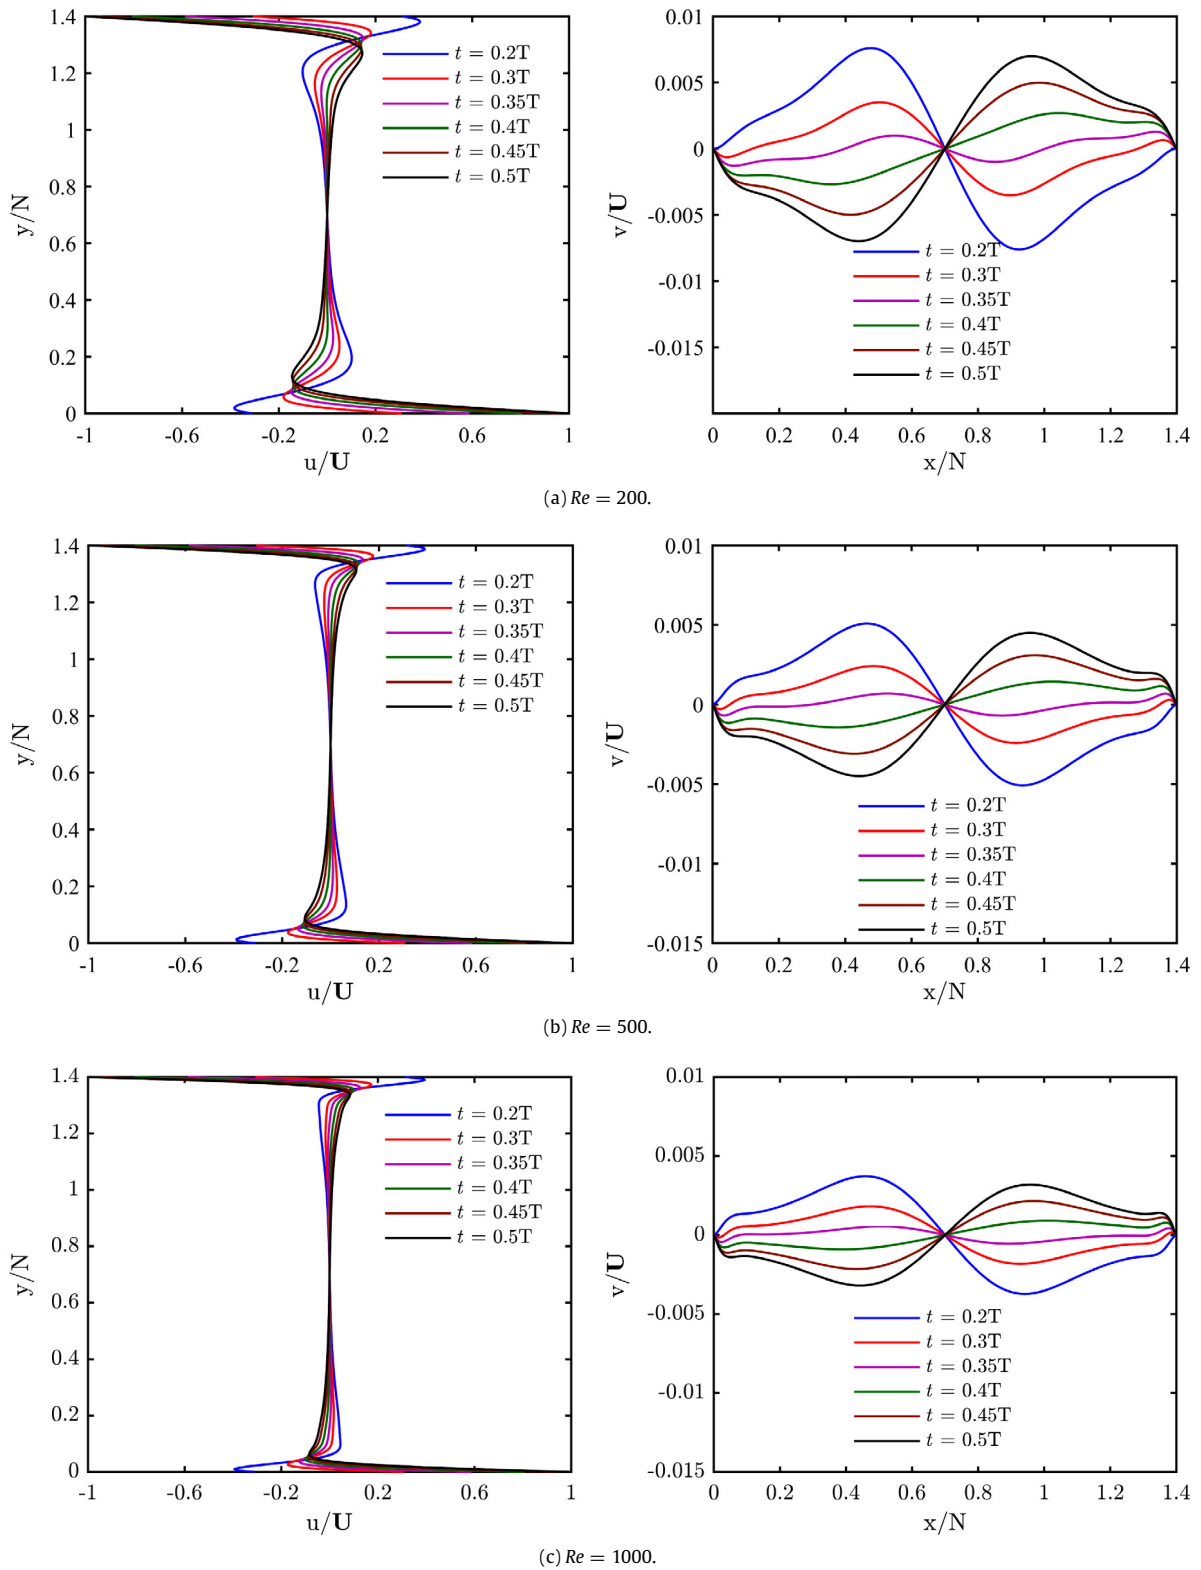 1.4
1.2
1
0.8
0.6
0.4
0.2
0
y/N
-1
-0.6
-0.2
0.2
0.6
1
u/U
t = 0.2T
t = 0.3T
t = 0.35T
t = 0.4T
t = 0.45T
t = 0.5T
0.01
0.005
0
-0.005
-0.01
-0.015
v/U
0
0.2
0.4
0.6
0.8
1
1.2
1.4
x/N
t = 0.2T
t = 0.3T
t = 0.35T
t = 0.4T
t = 0.45T
t = 0.5T
(a) Re = 200.
1.4
1.2
1
0.8
0.6
0.4
0.2
0
y/N
-1
-0.6
-0.2
0.2
0.6
1
u/U
t = 0.2T
t = 0.3T
t = 0.35T
t = 0.4T
t = 0.45T
t = 0.5T
0.01
0.005
0
-0.005
-0.01
-0.015
v/U
0
0.2
0.4
0.6
0.8
1
1.2
1.4
x/N
t = 0.2T
t = 0.3T
t = 0.35T
t = 0.4T
t = 0.45T
t = 0.5T
(b) Re = 500.
1.4
1.2
1
0.8
0.6
0.4
0.2
0
y/N
-1
-0.6
-0.2
0.2
0.6
1
u/U
t = 0.2T
t = 0.3T
t = 0.35T
t = 0.4T
t = 0.45T
t = 0.5T
0.01
0.005
0
-0.005
-0.01
-0.015
v/U
0
0.2
0.4
0.6
0.8
1
1.2
1.4
x/N
t = 0.2T
t = 0.3T
t = 0.35T
t = 0.4T
t = 0.45T
t = 0.5T
(c) Re = 1000.